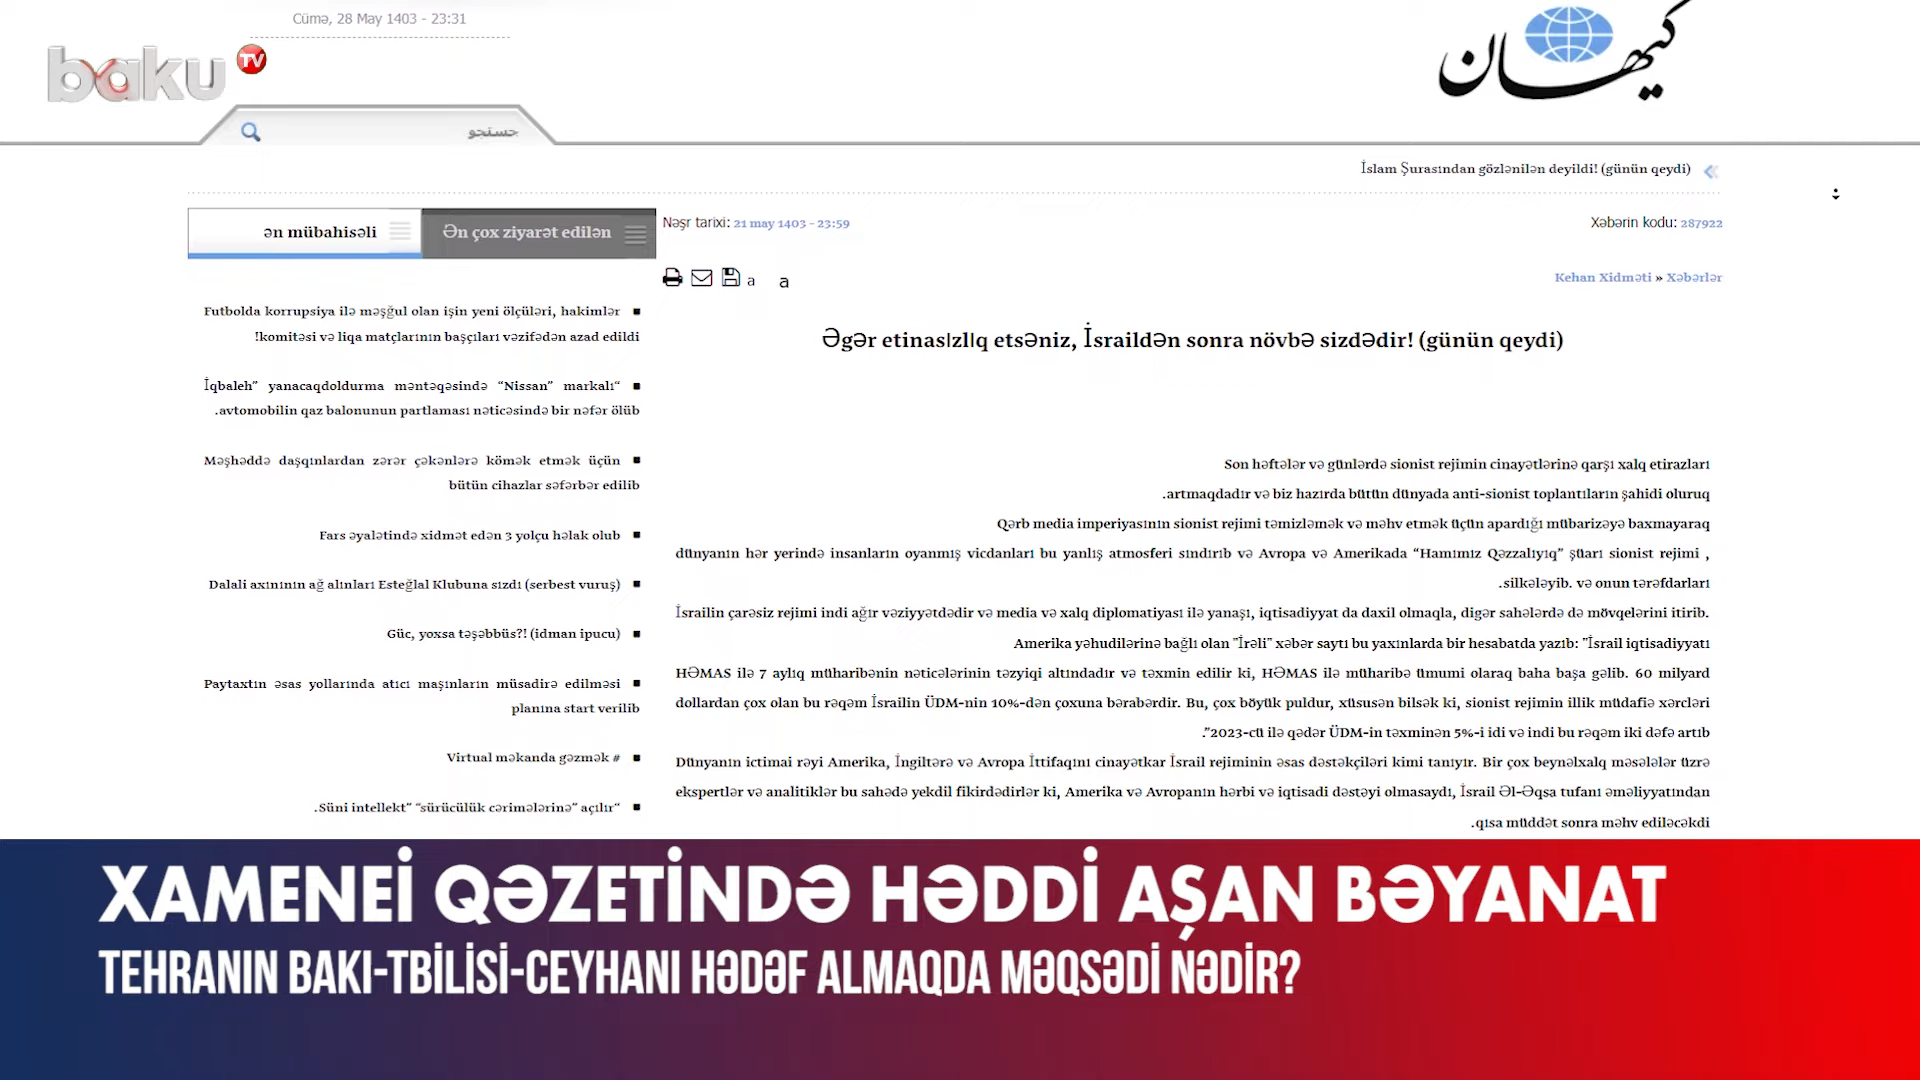 Cümə, 28 May 1403 - 23:31
baku TV
کیهان
جستجو
İslam Şurasından gözlənilən deyildi! (günün qeydi)
ən mübahisəli
Ən çox ziyarət edilən
Nəşr tarixi: 21 may 1403 - 23:59
Xəbərin kodu: 287922
a a
Kehan Xidməti » Xəbərlər
Futbolda korrupsiya ilə məşğul olan işin yeni ölçüləri, hakimlər
!komitəsi və liqa matçlarının başçıları vəzifədən azad edildi
İqbaleh” yanacaqdoldurma məntəqəsində “Nissan” markalı“
.avtomobilin qaz balonunun partlaması nəticəsində bir nəfər ölüb
Məşhəddə daşqınlardan zərər çəkənlərə kömək etmək üçün
bütün cihazlar səfərbər edilib
Fars əyalətində xidmət edən 3 yolçu həlak olub
Dalali axınının ağ alınları Esteğlal Klubuna sızdı (serbest vuruş)
Güc, yoxsa təşəbbüs?! (idman ipucu)
Paytaxtın əsas yollarında atıcı maşınların müsadirə edilməsi
planına start verilib
Virtual məkanda gəzmək #
.Süni intellekt” “sürücülük cərimələrinə” açılır“
Əgər etinasızlıq etsəniz, İsraildən sonra növbə sizdədir! (günün qeydi)
Son həftələr və günlərdə sionist rejimin cinayətlərinə qarşı xalq etirazları
.artmaqdadır və biz hazırda bütün dünyada anti-sionist toplantıların şahidi oluruq
Qərb media imperiyasının sionist rejimi təmizləmək və məhv etmək üçün apardığı mübarizəyə baxmayaraq
dünyanın hər yerində insanların oyanmış vicdanları bu yanlış atmosferi sındırıb və Avropa və Amerikada “Hamımız Qəzzalıyıq” şüarı sionist rejimi ,
.silkələyib. və onun tərəfdarları
İsrailin çarəsiz rejimi indi ağır vəziyyətdədir və media və xalq diplomatiyası ilə yanaşı, iqtisadiyyat da daxil olmaqla, digər sahələrdə də mövqelərini itirib.
Amerika yəhudilərinə bağlı olan "İrəli" xəbər saytı bu yaxınlarda bir hesabatda yazıb: "İsrail iqtisadiyyatı
HƏMAS ilə 7 aylıq müharibənin nəticələrinin təzyiqi altındadır və təxmin edilir ki, HƏMAS ilə müharibə ümumi olaraq baha başa gəlib. 60 milyard
dollardan çox olan bu rəqəm İsrailin ÜDM-nin 10%-dən çoxuna bərabərdir. Bu, çox böyük puldur, xüsusən bilsək ki, sionist rejimin illik müdafiə xərcləri
."2023-cü ilə qədər ÜDM-in təxminən 5%-i idi və indi bu rəqəm iki dəfə artıb
Dünyanın ictimai rəyi Amerika, İngiltərə və Avropa İttifaqını cinayətkar İsrail rejiminin əsas dəstəkçiləri kimi tanıyır. Bir çox beynəlxalq məsələlər üzrə
ekspertlər və analitiklər bu sahədə yekdil fikirdədirlər ki, Amerika və Avropanın hərbi və iqtisadi dəstəyi olmasaydı, İsrail Əl-Əqsa tufanı əməliyyatından
.qısa müddət sonra məhv ediləcəkdi
XAMENEİ QƏZETİNDƏ HƏDDİ AŞAN BƏYANAT
TEHRANIN BAKI-TBİLİSİ-CEYHANI HƏDƏF ALMAQDA MƏQSƏDİ NƏDİR?